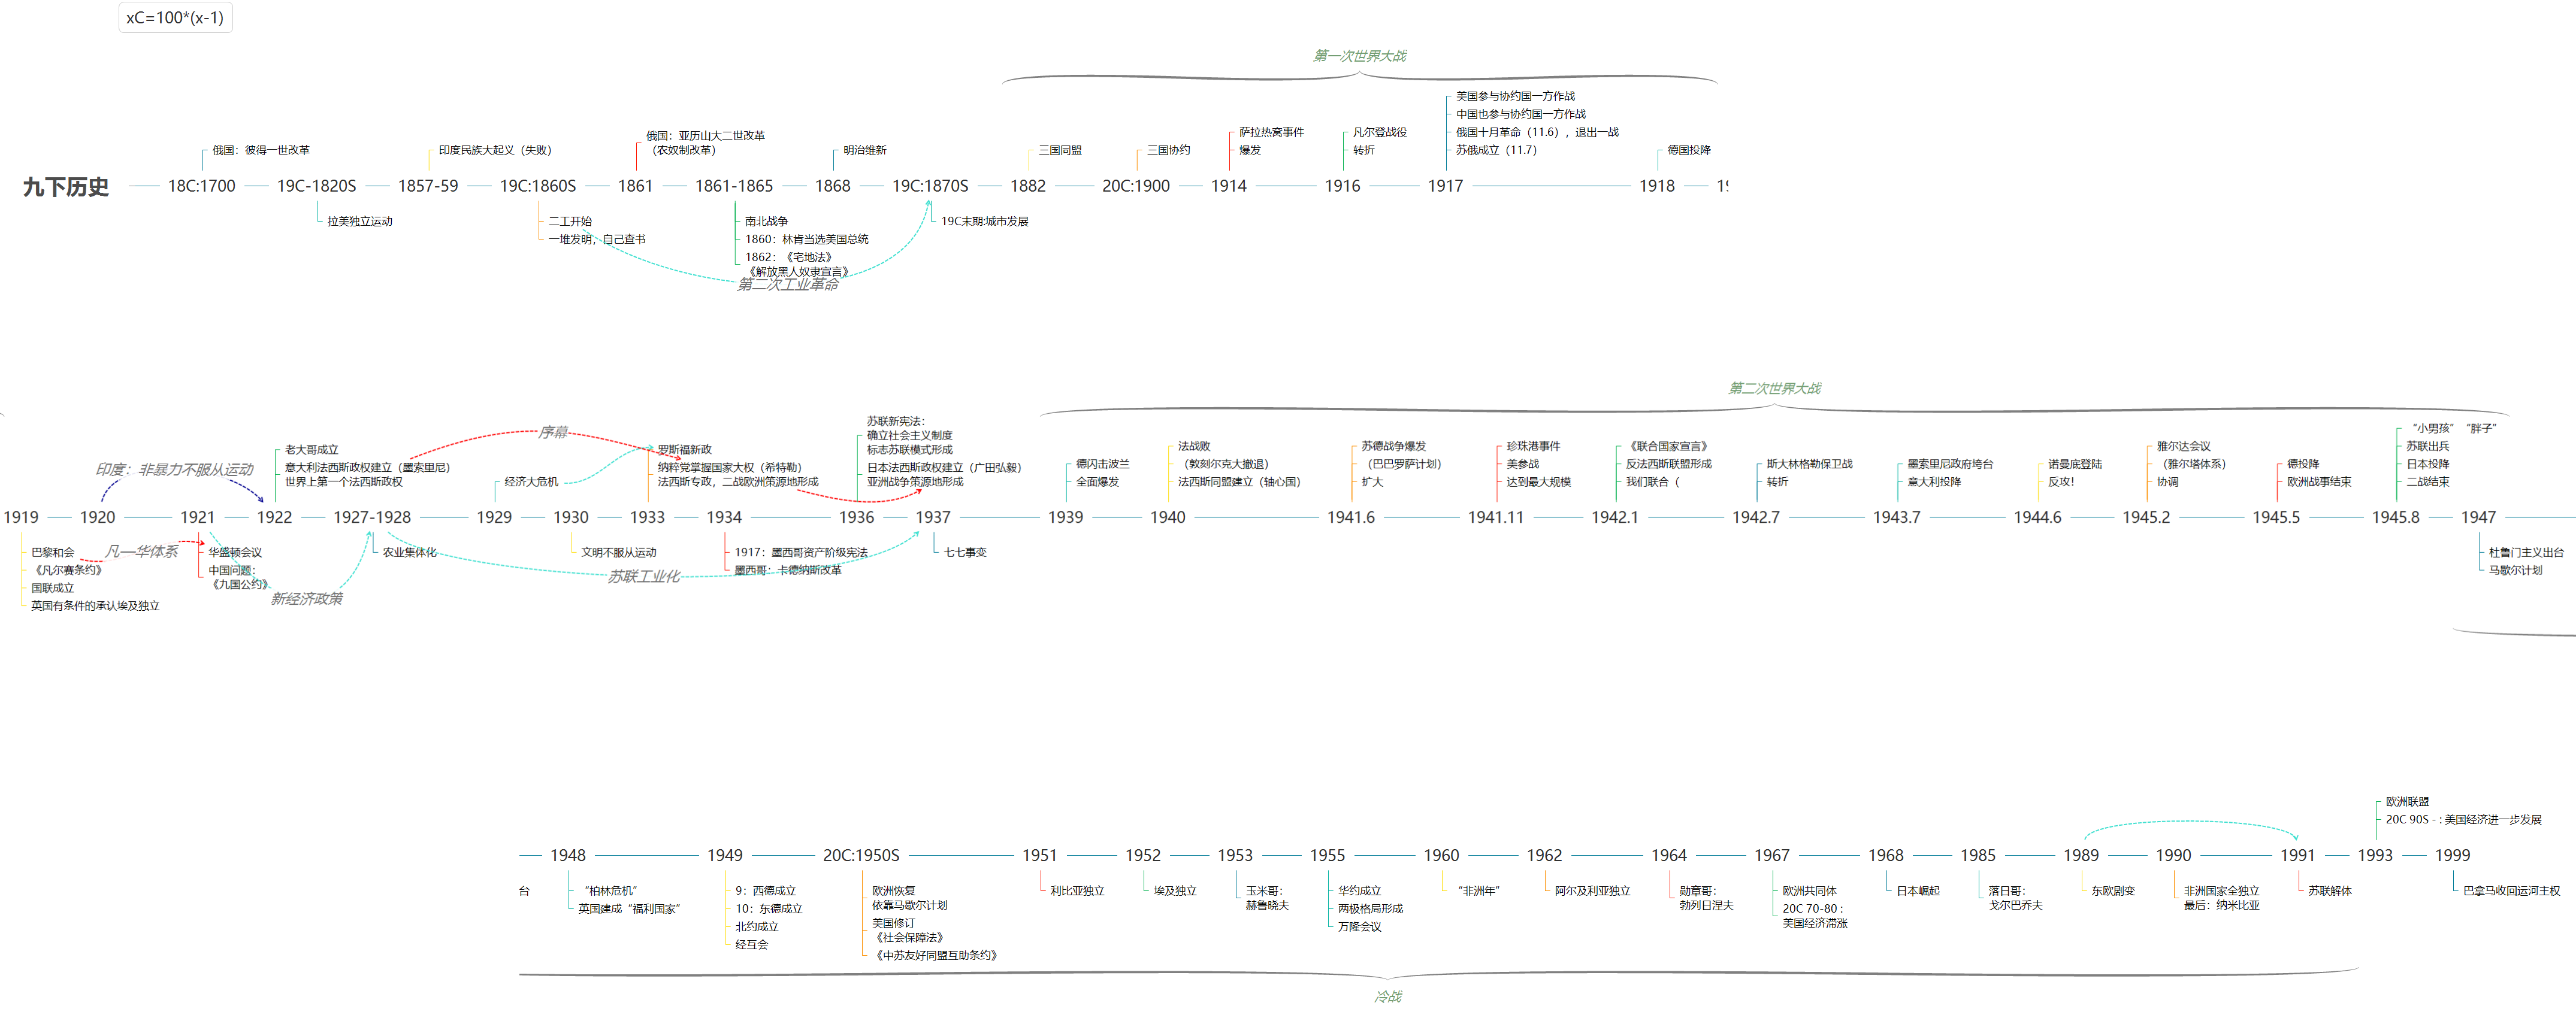 xC=100*(x-1)
第一次世界大战
美国参与协约国一方作战
中国也参与协约国一方作战
俄国十月革命（11.6），退出一战
苏俄成立（11.7）
俄国：彼得一世改革
印度民族大起义（失败）
俄国：亚历山大二世改革
（农奴制改革）
明治维新
三国同盟
三国协约
萨拉热窝事件
爆发
凡尔登战役
转折
德国投降
九下历史
18C:1700
19C-1820S
1857-59
19C:1860S
1861
1861-1865
1868
19C:1870S
1882
20C:1900
1914
1916
1917
1918
拉美独立运动
二工开始
一堆发明，自己查书
南北战争
1860：林肯当选美国总统
1862：《宅地法》
《解放黑人奴隶宣言》
19C末期:城市发展
第二次工业革命
第二次世界大战
印度：非暴力不服从运动
老大哥成立
意大利法西斯政权建立（墨索里尼）
世界上第一个法西斯政权
序幕
经济大危机
罗斯福新政
纳粹党掌握国家大权（希特勒）
法西斯专政，二战欧洲策源地形成
苏联新宪法：
确立社会主义制度
标志苏联模式形成
日本法西斯政权建立（广田弘毅）
亚洲战争策源地形成
德闪击波兰
全面爆发
法战败
（敦刻尔克大撤退）
法西斯同盟建立（轴心国）
苏德战争爆发
（巴巴罗萨计划）
扩大
珍珠港事件
美参战
达到最大规模
《联合国家宣言》
反法西斯联盟形成
我们联合（
斯大林格勒保卫战
转折
墨索里尼政府垮台
意大利投降
诺曼底登陆
反攻！
雅尔达会议
（雅尔塔体系）
协调
德投降
欧洲战事结束
“小男孩” “胖子”
苏联出兵
日本投降
二战结束
1919
1920
1921
1922
1927-1928
1929
1930
1933
1934
1936
1937
1939
1940
1941.6
1941.11
1942.1
1942.7
1943.7
1944.6
1945.2
1945.5
1945.8
1947
巴黎和会
《凡尔赛条约》
国联成立
英国有条件的承认埃及独立
凡—华体系
华盛顿会议
中国问题：
《九国公约》
新经济政策
农业集体化
文明不服从运动
苏联工业化
1917：墨西哥资产阶级宪法
墨西哥：卡德纳斯改革
七七事变
杜鲁门主义出台
马歇尔计划
欧洲联盟
20C 90S - : 美国经济进一步发展
1948
1949
20C:1950S
1951
1952
1953
1955
1960
1962
1964
1967
1968
1985
1989
1990
1991
1993
1999
台
“柏林危机”
英国建成“福利国家”
9：西德成立
10：东德成立
北约成立
经互会
欧洲恢复
依靠马歇尔计划
美国修订
《社会保障法》
《中苏友好同盟互助条约》
利比亚独立
埃及独立
玉米哥：
赫鲁晓夫
华约成立
两极格局形成
万隆会议
“非洲年”
阿尔及利亚独立
勋章哥：
勃列日涅夫
欧洲共同体
20C 70-80 :
美国经济滞涨
日本崛起
落日哥：
戈尔巴乔夫
东欧剧变
非洲国家全独立
最后：纳米比亚
苏联解体
巴拿马收回运河主权
冷战